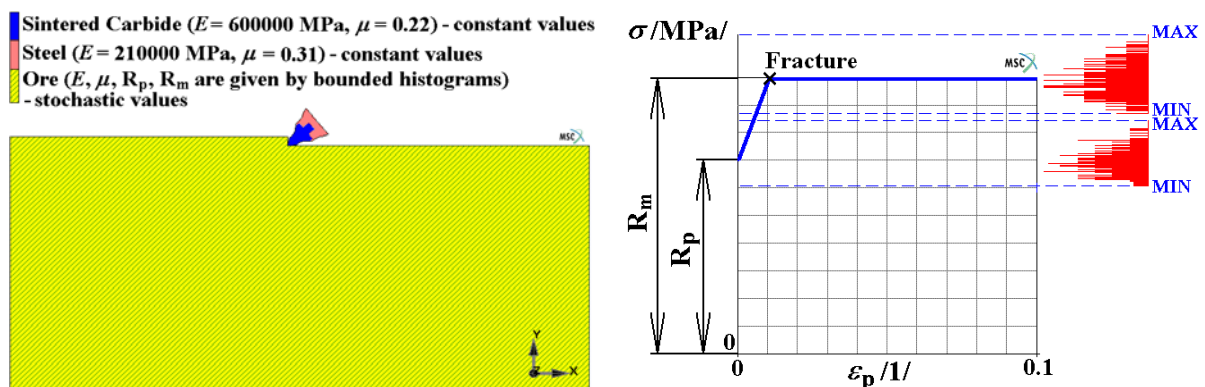 Sintered Carbide (E = 600000 MPa, μ = 0.22) - constant values
Steel (E = 210000 MPa, μ = 0.31) - constant values
Ore (E, μ, Rp, Rm are given by bounded histograms)
- stochastic values
MSC
Y
Z
X
σ /MPa/
Fracture
MSC
MAX
MIN
MAX
MIN
Rm
Rp
0
0
εp /1/
0.1